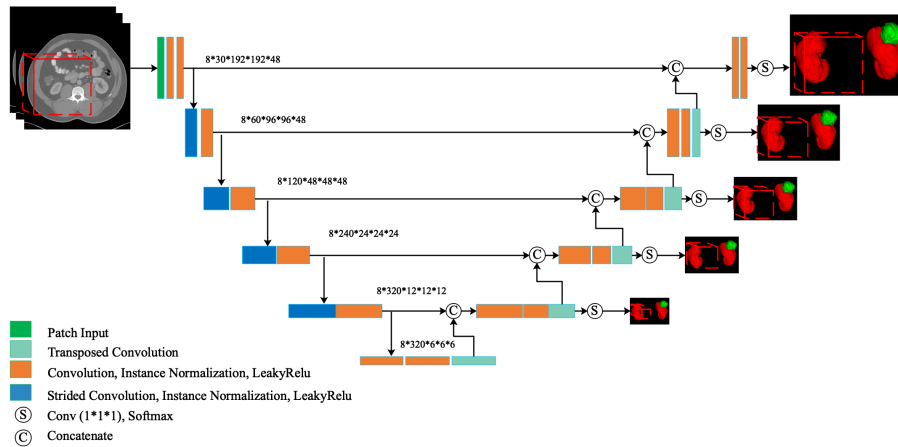 8*30*192*192*48
C
S
8*60*96*96*48
C
S
8*120*48*48*48
C
S
8*240*24*24*24
C
S
8*320*12*12*12
C
S
8*320*6*6*6
Patch Input
Transposed Convolution
Convolution, Instance Normalization, LeakyRelu
Strided Convolution, Instance Normalization, LeakyRelu
S Conv (1*1*1), Softmax
C Concatenate